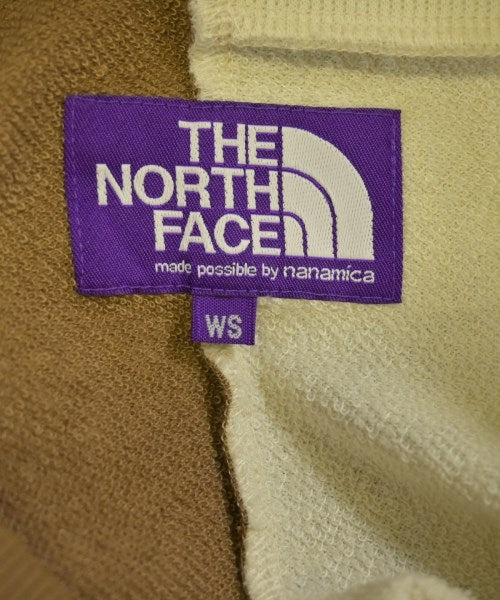 THE
NORTH
FACE
made possible by nanamica
WS